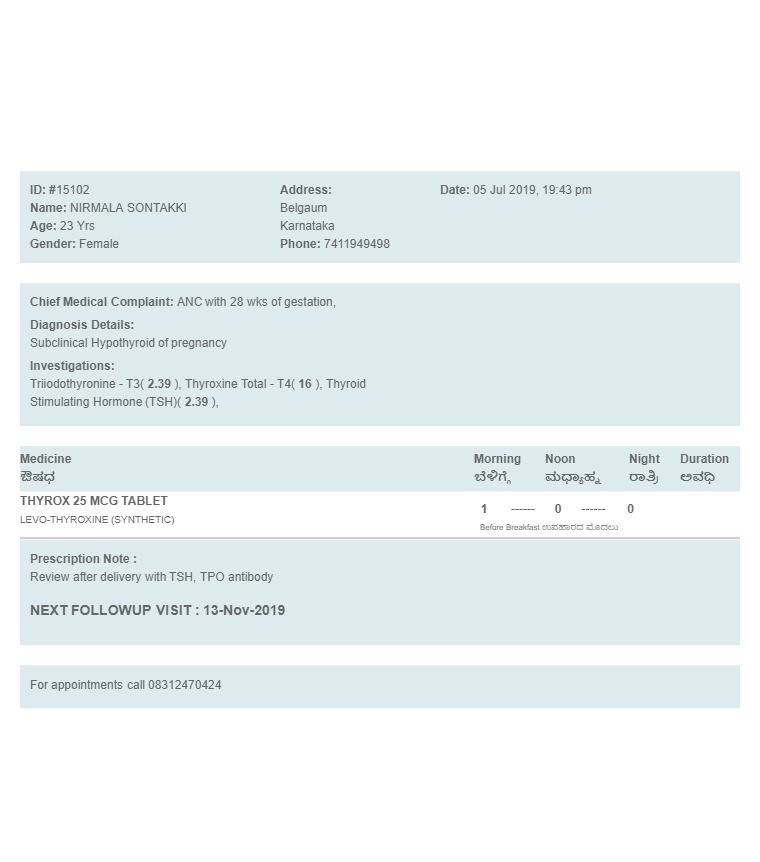 ID: #15102
Name: NIRMALA SONTAKKI
Age: 23 Yrs
Gender: Female
Address:
Belgaum
Karnataka
Phone: 7411949498
Date: 05 Jul 2019, 19:43 pm
Chief Medical Complaint: ANC with 28 wks of gestation,
Diagnosis Details:
Subclinical Hypothyroid of pregnancy
Investigations:
Triiodothyronine - T3( 2.39 ), Thyroxine Total - T4( 16 ), Thyroid
Stimulating Hormone (TSH)( 2.39 ),
Medicine Morning Noon Night Duration
ಔಷಧ ಬೆಳಿಗ್ಗೆ ಮಧ್ಯಾಹ್ನ ರಾತ್ರಿ ಅವಧಿ
THYROX 25 MCG TABLET
LEVO-THYROXINE (SYNTHETIC)
1 ------ 0 ------ 0
Before Breakfast ಉಪಹಾರದ ಮೊದಲು
Prescription Note :
Review after delivery with TSH, TPO antibody
NEXT FOLLOWUP VISIT : 13-Nov-2019
For appointments call 08312470424